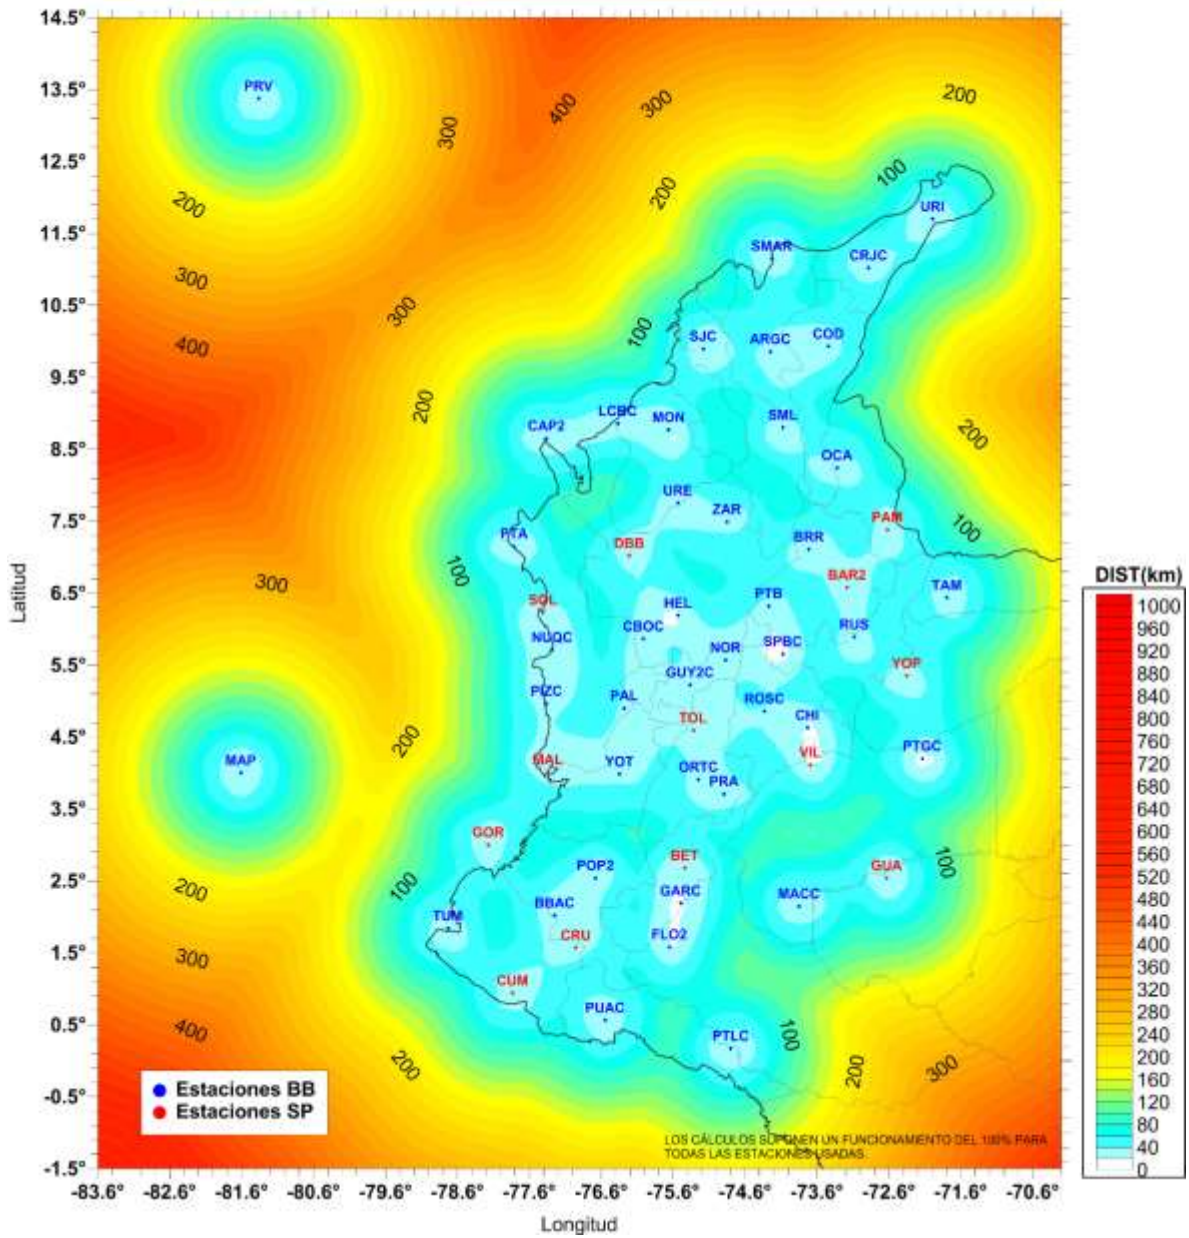 14.5°
13.5°
12.5°
11.5°
10.5°
9.5°
8.5°
7.5°
6.5°
5.5°
4.5°
3.5°
2.5°
1.5°
0.5°
-0.5°
-1.5°
Latitud
-83.6° -82.6° -81.6° -80.6° -79.6° -78.6° -77.6° -76.6° -75.6° -74.6° -73.6° -72.6° -71.6° -70.6°
Longitud
PRV
200
300
400
300
400
300
200
200
100
URI
SMAR
CRJC
300
100
SJC
ARGC
COD
200
LCBC
MON
CAP2
SML
200
OCA
URE
ZAR
PAM
100
PTA
DBB
BRR
100
BAR2
TAM
300
SOL
HEL
PTB
CBOC
RUS
NUQC
NOR
SPBC
YOP
GUY2C
PIZC
PAL
ROSC
TOL
CHI
200
MAP
MAL
YOT
ORTC
PRA
VIL
PTGC
GOR
BET
GUA
100
POP2
GARC
MACC
200
100
TUM
BBAC
CRU
FLO2
300
CUM
400
PUAC
PTLC
100
200
200
300
Estaciones BB
Estaciones SP
LOS CÁLCULOS SUPONEN UN FUNCIONAMIENTO DEL 100% PARA
TODAS LAS ESTACIONES USADAS.
DIST(km)
1000
960
920
880
840
800
760
720
680
640
600
560
520
480
440
400
360
320
280
240
200
160
120
80
40
0